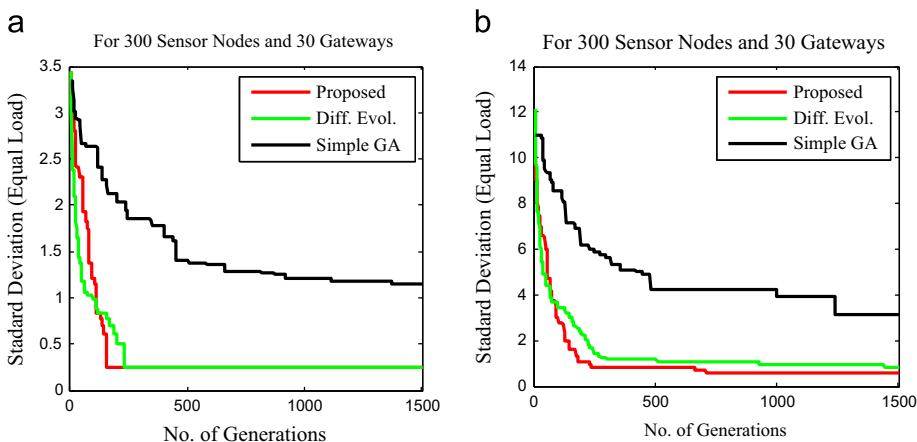 a
For 300 Sensor Nodes and 30 Gateways
Stadard Deviation (Equal Load)
3.5
3
2.5
2
1.5
1
0.5
0
0
500
1000
1500
Proposed
Diff. Evol.
Simple GA
No. of Generations
b
For 300 Sensor Nodes and 30 Gateways
Stadard Deviation (Equal Load)
14
12
10
8
6
4
2
0
0
500
1000
1500
Proposed
Diff. Evol.
Simple GA
No. of Generations